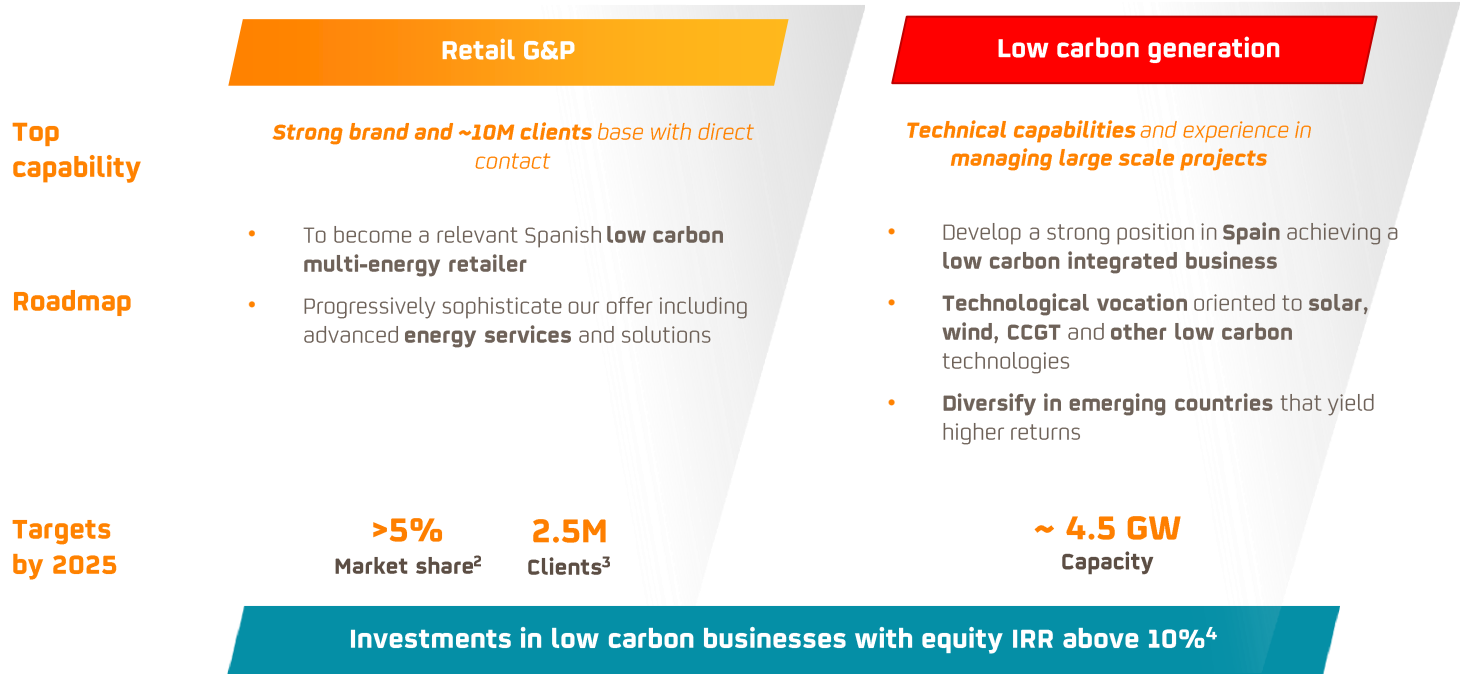 Retail G&P
Low carbon generation
Top
capability
Strong brand and ~10M clients base with direct
contact
Technical capabilities and experience in
managing large scale projects
Roadmap
• To become a relevant Spanish low carbon
multi-energy retailer
• Progressively sophisticate our offer including
advanced energy services and solutions
• Develop a strong position in Spain achieving a
low carbon integrated business
• Technological vocation oriented to solar,
wind, CCGT and other low carbon
technologies
• Diversify in emerging countries that yield
higher returns
Targets
by 2025
>5%
Market share²
2.5M
Clients³
~ 4.5 GW
Capacity
Investments in low carbon businesses with equity IRR above 10%⁴